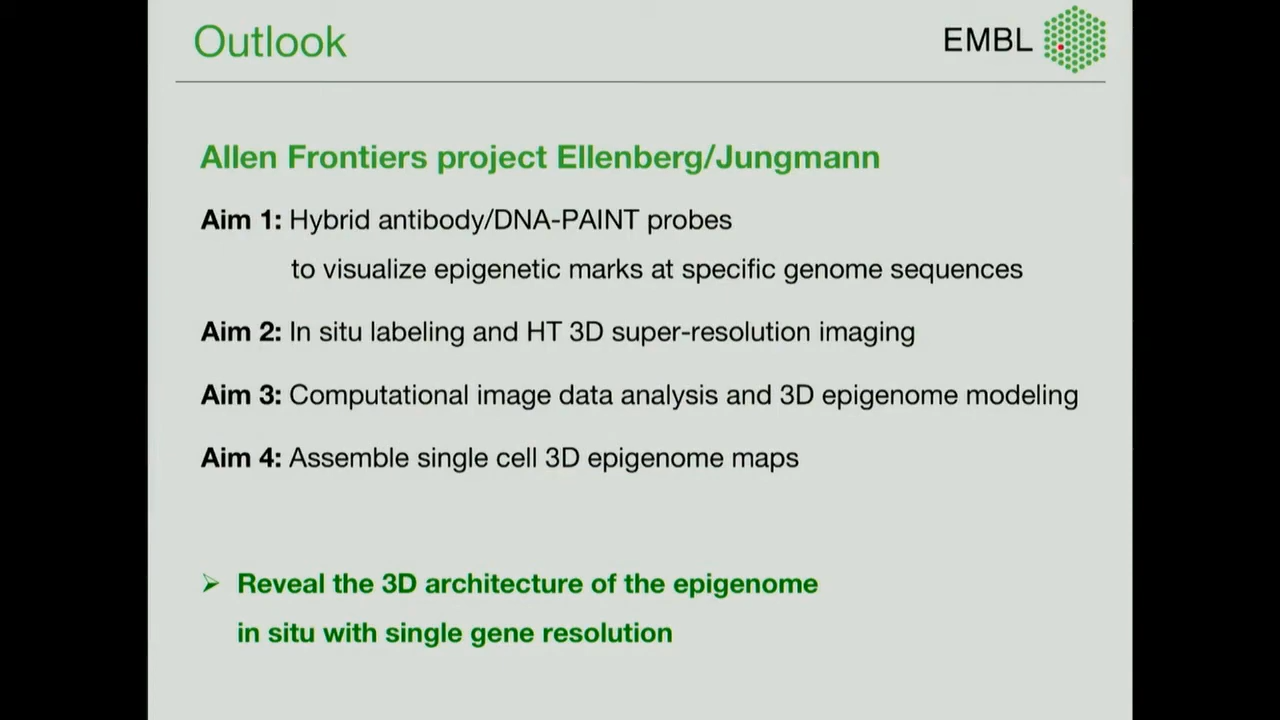 Outlook
EMBL
Allen Frontiers project Ellenberg/Jungmann
Aim 1: Hybrid antibody/DNA-PAINT probes
to visualize epigenetic marks at specific genome sequences
Aim 2: In situ labeling and HT 3D super-resolution imaging
Aim 3: Computational image data analysis and 3D epigenome modeling
Aim 4: Assemble single cell 3D epigenome maps
➢ Reveal the 3D architecture of the epigenome
in situ with single gene resolution